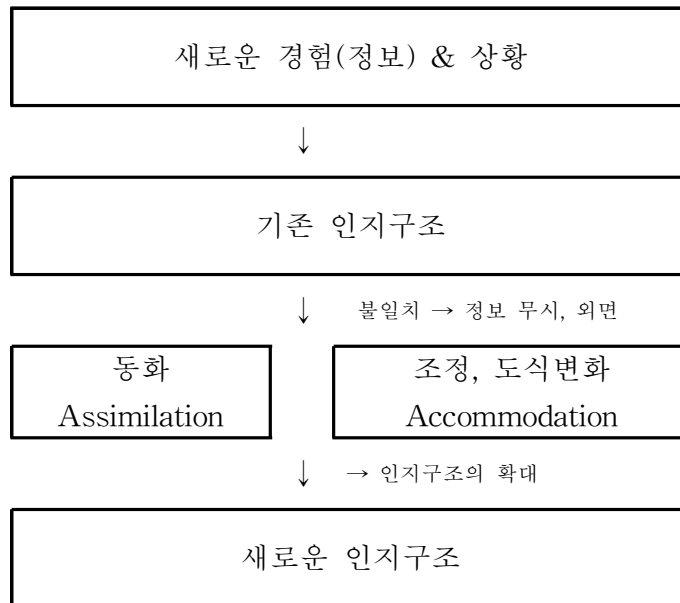 새로운 경험(정보) & 상황
↓
기존 인지구조
↓ 불일치 → 정보 무시, 외면
동화 조정, 도식변화
Assimilation Accommodation
↓ → 인지구조의 확대
새로운 인지구조